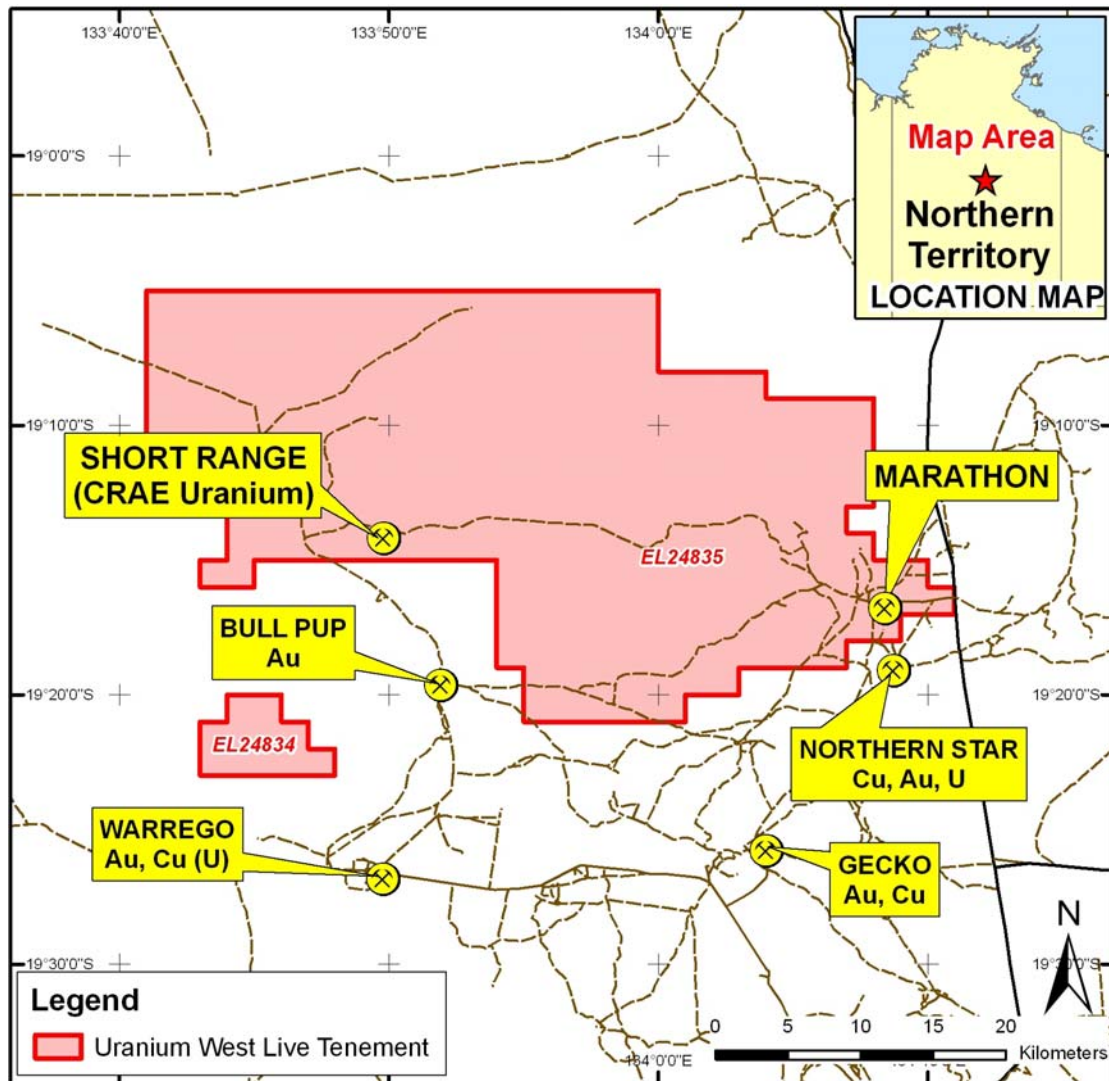 133°40'0"E
133°50'0"E
134°0'0"E
Map Area
Northern
Territory
LOCATION MAP
19°0'0"S
19°10'0"S
19°10'0"S
SHORT RANGE
(CRAE Uranium)
MARATHON
EL24835
BULL PUP
Au
19°20'0"S
19°20'0"S
EL24834
NORTHERN STAR
Cu, Au, U
WARREGO
Au, Cu (U)
GECKO
Au, Cu
N
19°30'0"S
Legend
Uranium West Live Tenement
0 5 10 15 20
Kilometers
134°0'0"E